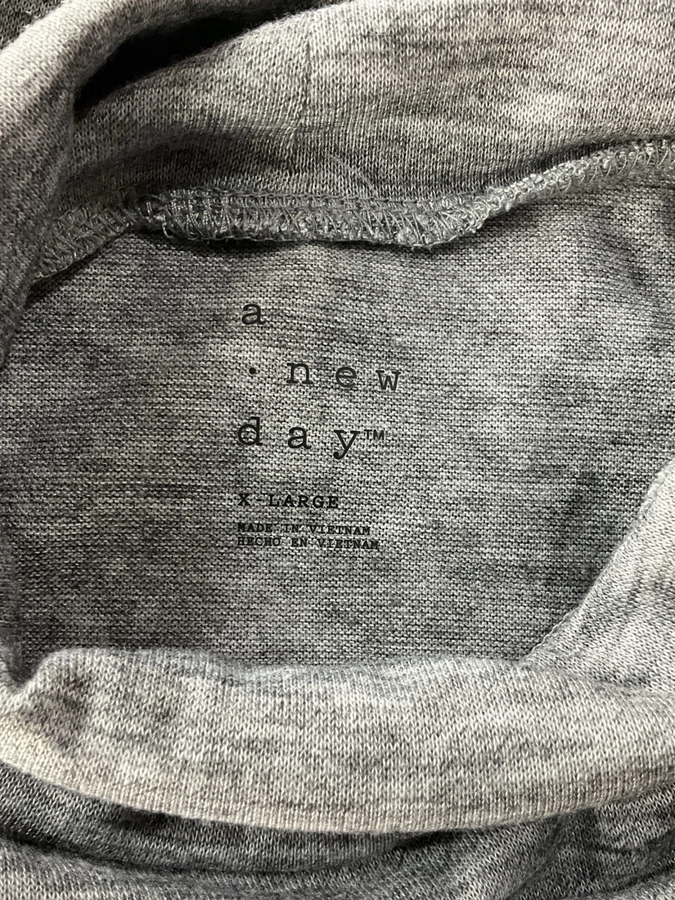 a
· new
day™
X-LARGE
MADE IN VIETNAM
HECHO EN VIETNAM